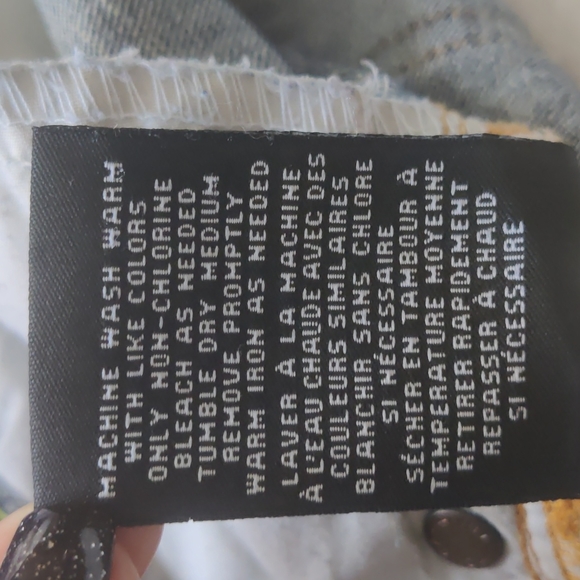 MACHINE WASH WARM
WITH LIKE COLORS
ONLY NON-CHLORINE
BLEACH AS NEEDED
TUMBLE DRY MEDIUM
REMOVE PROMPTLY
WARM IRON AS NEEDED
LAVER À LA MACHINE
À L'EAU CHAUDE AVEC DES
COULEURS SIMILAIRES
BLANCHIR SANS CHLORE
SI NÉCESSAIRE
SÉCHER EN TAMBOUR À
TEMPERATURE MOYENNE
RETIRER RAPIDEMENT
REPASSER À CHAUD
SI NÉCESSAIRE